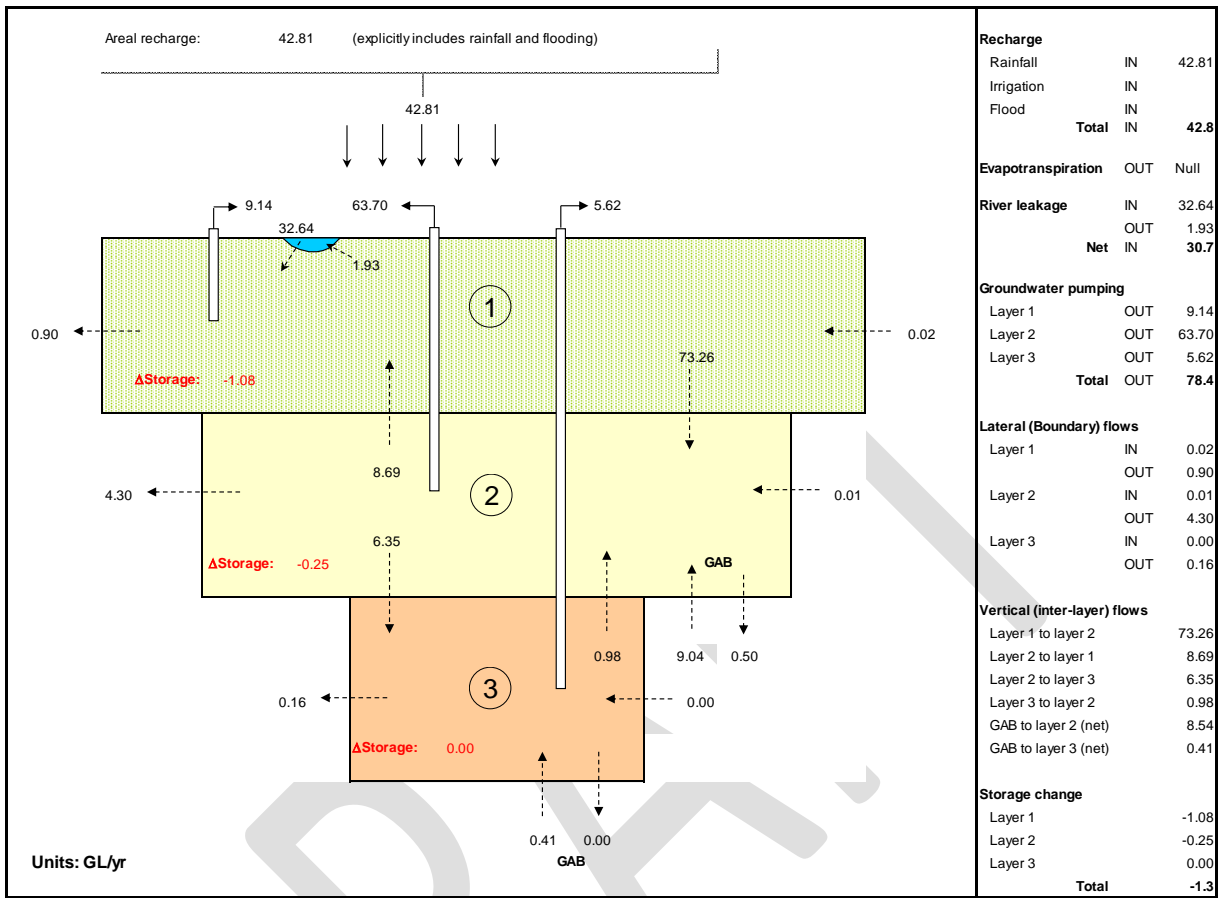 Areal recharge: 42.81 (explicitly includes rainfall and flooding)
42.81
9.14 63.70 5.62
32.64
1.93
1
0.90 0.02
73.26
ΔStorage: -1.08
8.69
2
4.30 0.01
6.35
ΔStorage: -0.25 GAB
0.98 9.04 0.50
3
0.16 0.00
ΔStorage: 0.00
0.41 0.00
GAB
Units: GL/yr
Recharge
Rainfall IN 42.81
Irrigation IN
Flood IN
Total IN 42.8
Evapotranspiration OUT Null
River leakage IN 32.64
OUT 1.93
Net IN 30.7
Groundwater pumping
Layer 1 OUT 9.14
Layer 2 OUT 63.70
Layer 3 OUT 5.62
Total OUT 78.4
Lateral (Boundary) flows
Layer 1 IN 0.02
OUT 0.90
Layer 2 IN 0.01
OUT 4.30
Layer 3 IN 0.00
OUT 0.16
Vertical (inter-layer) flows
Layer 1 to layer 2 73.26
Layer 2 to layer 1 8.69
Layer 2 to layer 3 6.35
Layer 3 to layer 2 0.98
GAB to layer 2 (net) 8.54
GAB to layer 3 (net) 0.41
Storage change
Layer 1 -1.08
Layer 2 -0.25
Layer 3 0.00
Total -1.3